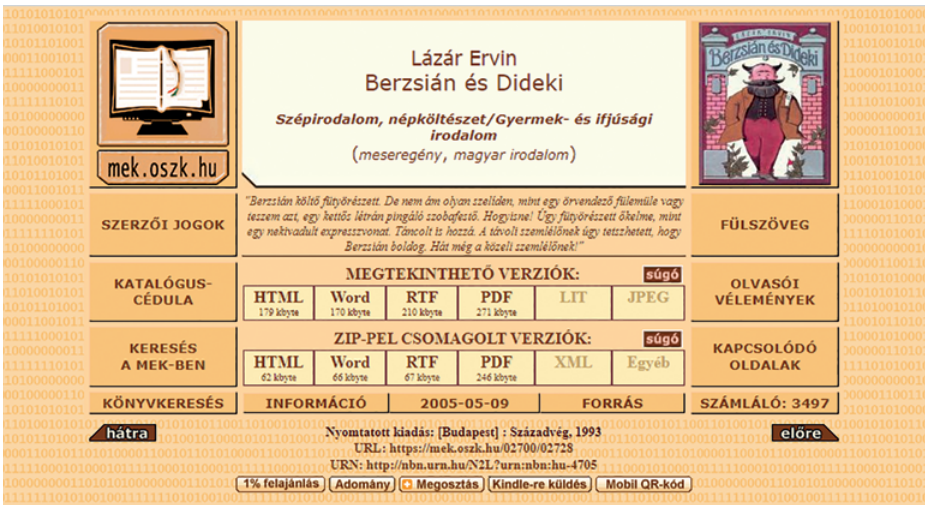 mek.oszk.hu
Lázár Ervin
Berzsián és Dideki
Szépirodalom, népköltészet/Gyermek- és ifjúsági
irodalom
(meseregény, magyar irodalom)
LÁZÁR ERVIN
Berzsián és Dideki
SZERZŐI JOGOK
"Berzsián költő fütyörészett. De nem ám olyan szelíden, mint egy örvendező fülemüle vagy
teszem azt, egy kettős létrán pingáló szobafestő. Hogyisne! Úgy fütyörészett őkelme, mint
egy nekivadult expresszvonat. Táncolt is hozzá. A távoli szemlélőnek úgy tetszhetett, hogy
Berzsián boldog. Hát még a közeli szemlélőnek!"
FÜLSZÖVEG
KATALÓGUS-
CÉDULA
MEGTEKINTHETŐ VERZIÓK:
súgó
HTML Word RTF PDF LIT JPEG
179 kbyte 170 kbyte 210 kbyte 271 kbyte
OLVASÓI
VÉLEMÉNYEK
KERESÉS
A MEK-BEN
ZIP-PEL CSOMAGOLT VERZIÓK:
súgó
HTML Word RTF PDF XML Egyéb
62 kbyte 66 kbyte 67 kbyte 246 kbyte
KAPCSOLÓDÓ
OLDALAK
KÖNYVKERESÉS INFORMÁCIÓ 2005-05-09 FORRÁS SZÁMLÁLÓ: 3497
hátra
Nyomtatott kiadás: [Budapest] : Századvég, 1993
előre
URL: https://mek.oszk.hu/02700/02728
URN: http://nbn.urn.hu/N2L?urn:nbn:hu-4705
1% felajánlás Adomány Megosztás Kindle-re küldés Mobil QR-kód